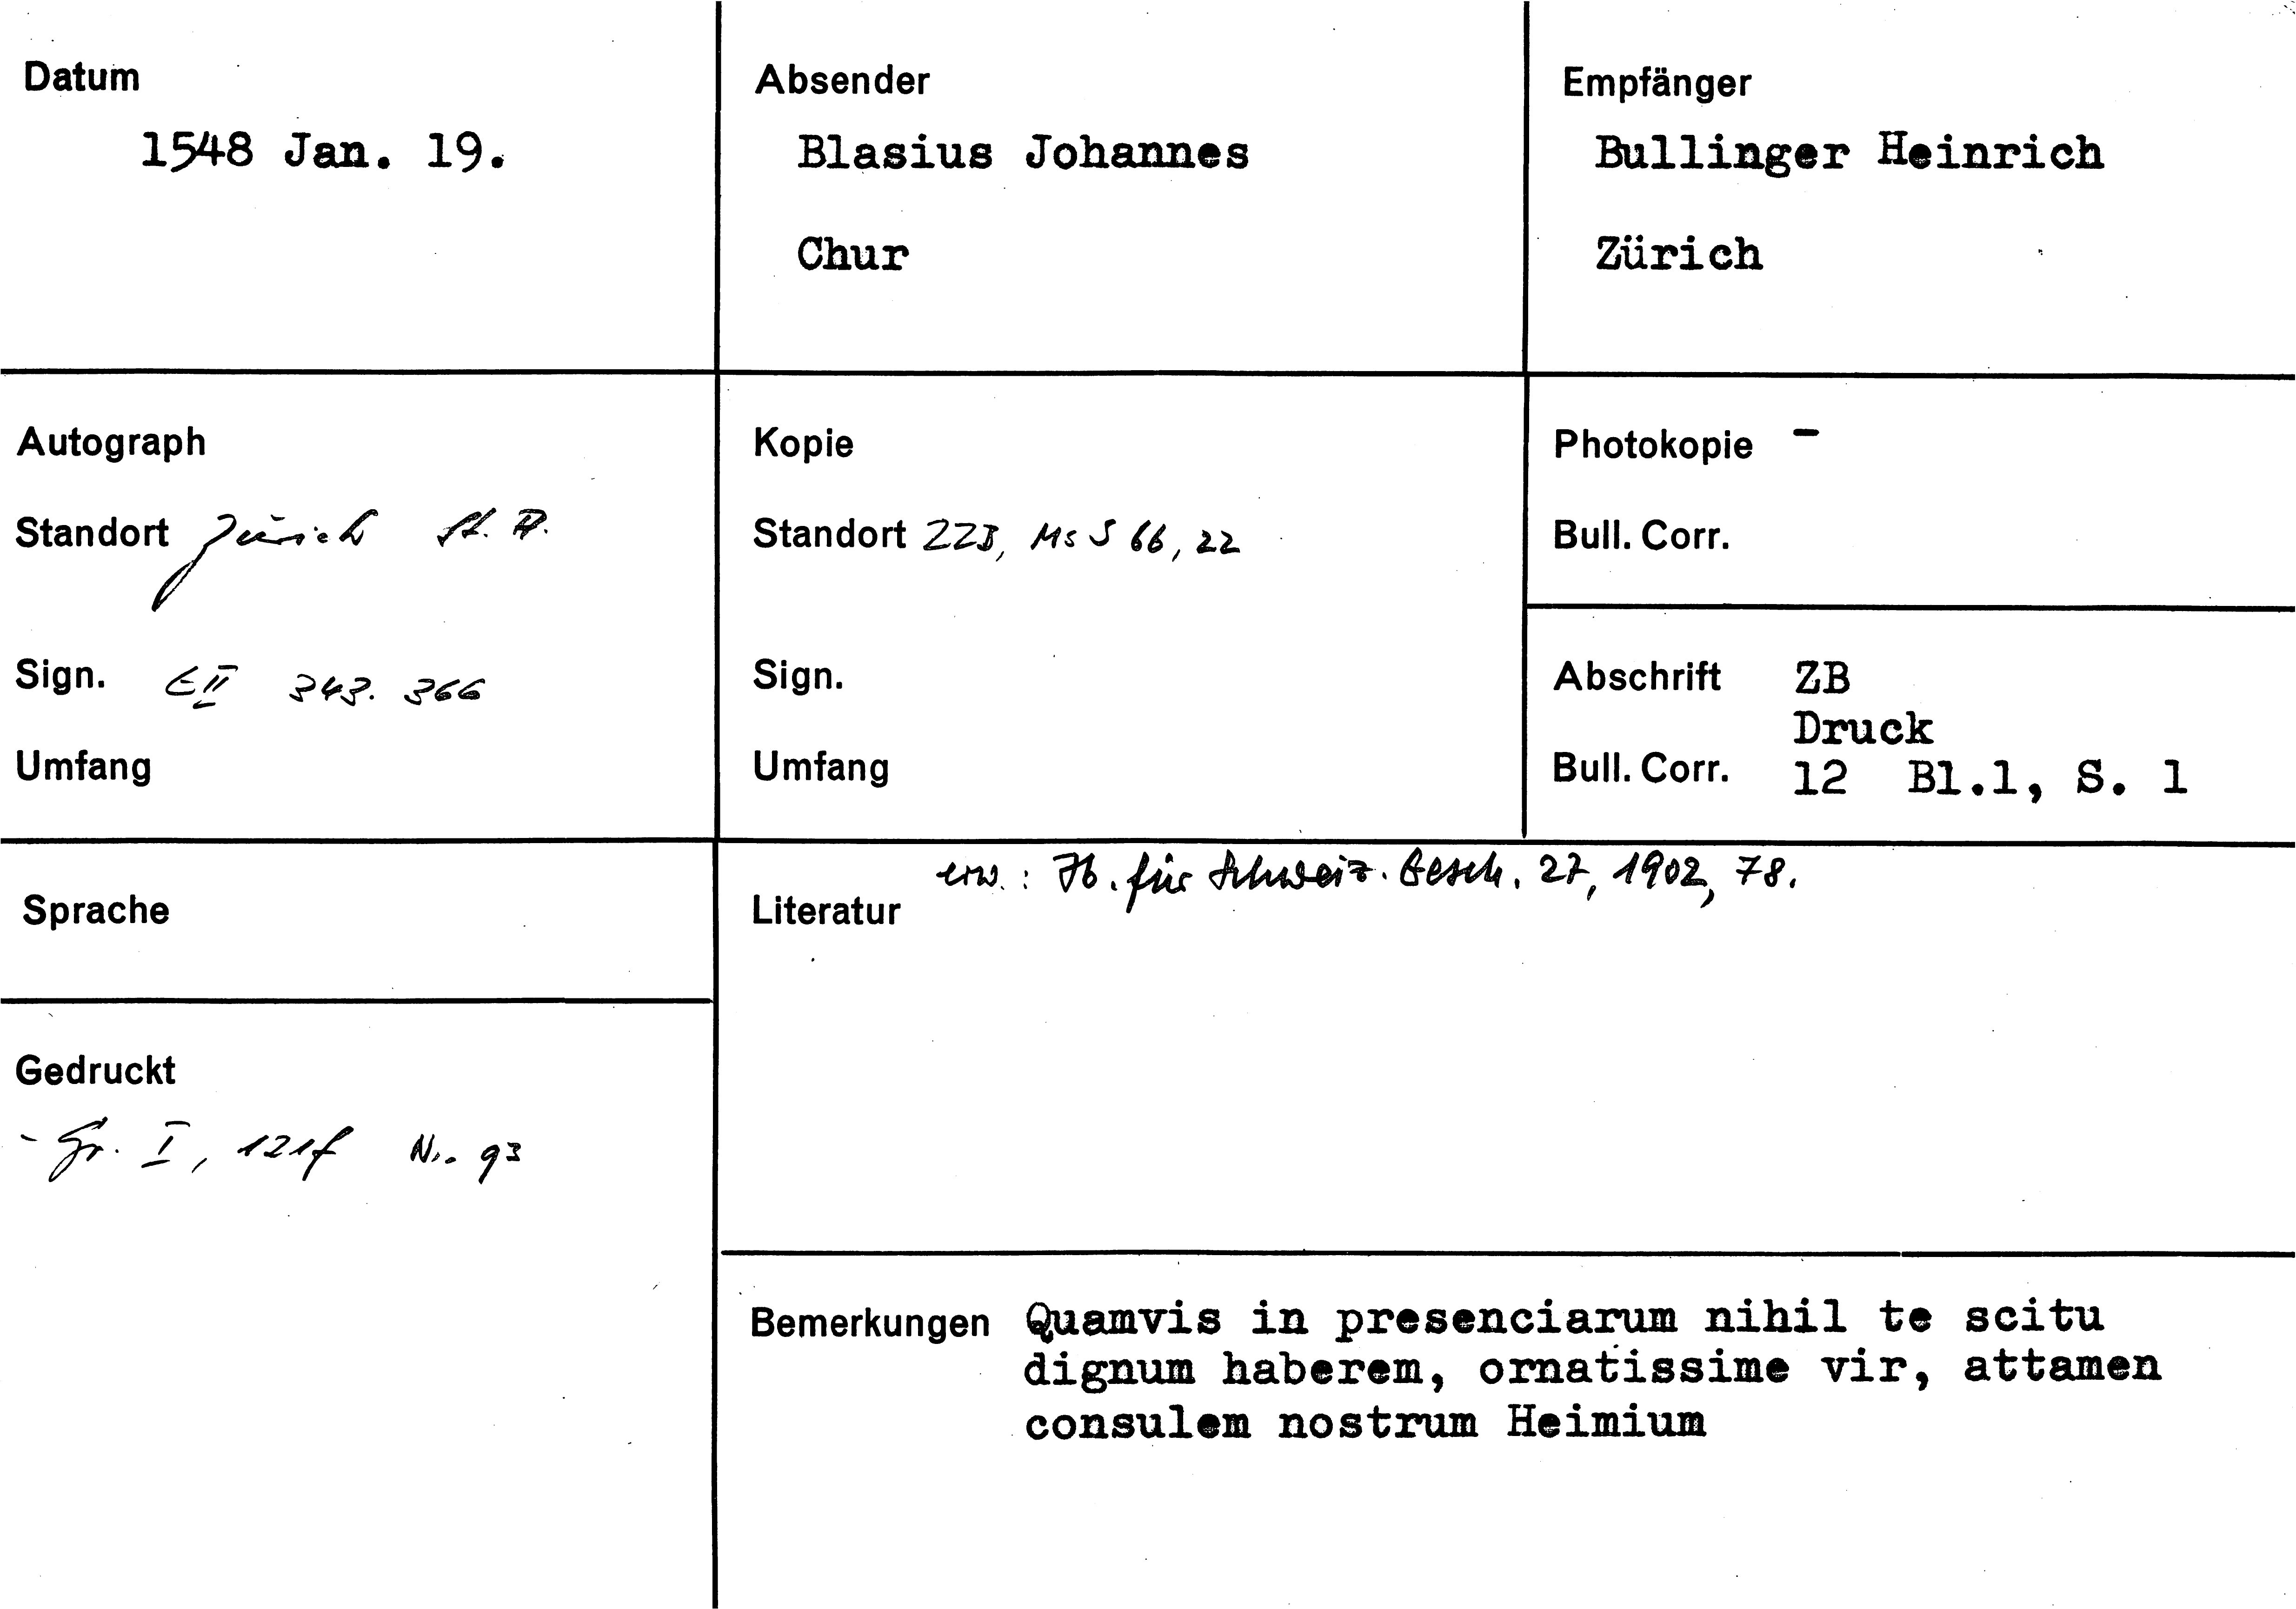 Datum
1548 Jan. 19.
Absender
Blasius Johannes
Chur
Empfänger
Bullinger Heinrich
Zürich
Autograph
Standort Zürich St. A.
Sign. E II 343. 366
Umfang
Kopie
Standort ZZB, Ms S 66, 22
Sign.
Umfang
Photokopie -
Bull. Corr.
Abschrift ZB
Druck
Bull. Corr. 12 Bl.1, S. 1
Sprache
Gedruckt
- Gr. I, 121f Nr. 93
erw.: Jb. für Schweiz. Gesch. 27, 1902, 78.
Literatur
Bemerkungen Quamvis in presenciarum nihil te scitu
dignum haberem, ornatissime vir, attamen
consulem nostrum Heimium